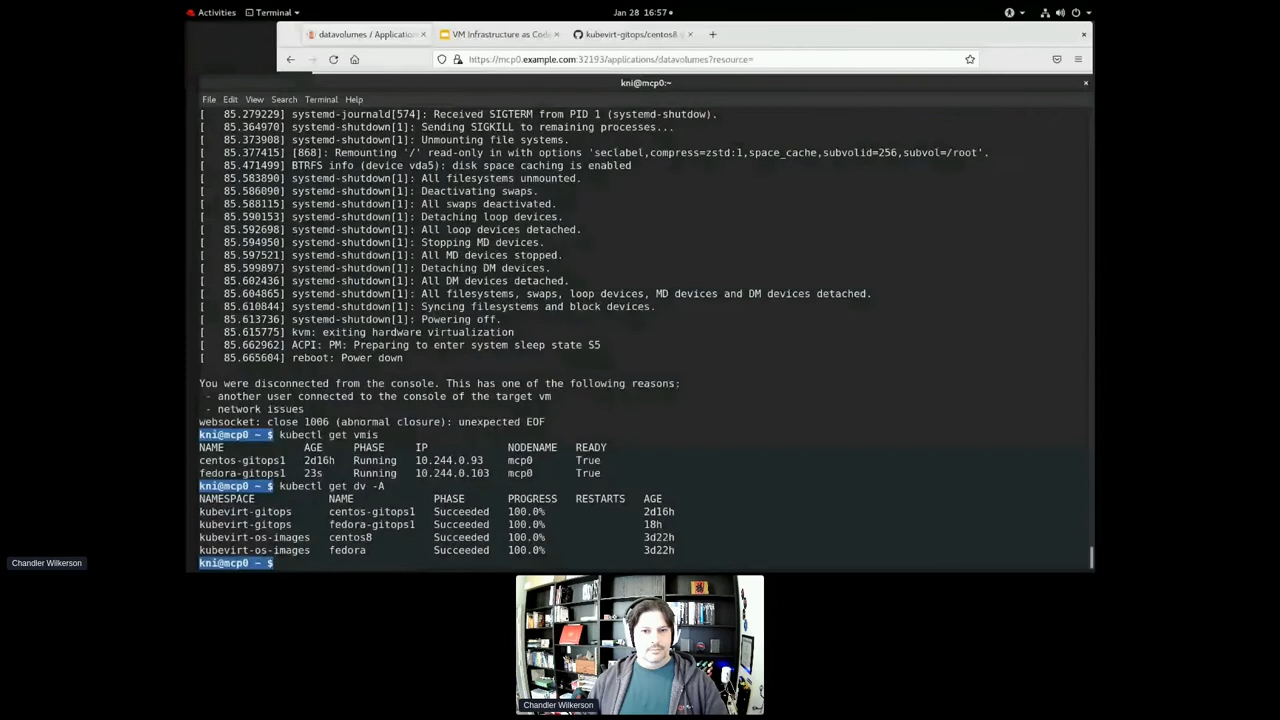 Activities Terminal Jan 28 16:57
datavolumes / Application VM Infrastructure as Code kubevirt-gitops/centos8
https://mcp0.example.com:32193/applications/datavolumes?resource=
kni@mcp0:~
File Edit View Search Terminal Help
[   85.279229] systemd-journald[574]: Received SIGTERM from PID 1 (systemd-shutdow).
[   85.364970] systemd-shutdown[1]: Sending SIGKILL to remaining processes...
[   85.373908] systemd-shutdown[1]: Unmounting file systems.
[   85.377415] [868]: Remounting '/' read-only in with options 'seclabel,compress=zstd:1,space_cache,subvolid=256,subvol=/root'.
[   85.471499] BTRFS info (device vda5): disk space caching is enabled
[   85.583890] systemd-shutdown[1]: All filesystems unmounted.
[   85.586090] systemd-shutdown[1]: Deactivating swaps.
[   85.588115] systemd-shutdown[1]: All swaps deactivated.
[   85.590153] systemd-shutdown[1]: Detaching loop devices.
[   85.592698] systemd-shutdown[1]: All loop devices detached.
[   85.594950] systemd-shutdown[1]: Stopping MD devices.
[   85.597521] systemd-shutdown[1]: All MD devices stopped.
[   85.599897] systemd-shutdown[1]: Detaching DM devices.
[   85.602436] systemd-shutdown[1]: All DM devices detached.
[   85.604865] systemd-shutdown[1]: All filesystems, swaps, loop devices, MD devices and DM devices detached.
[   85.610844] systemd-shutdown[1]: Syncing filesystems and block devices.
[   85.613736] systemd-shutdown[1]: Powering off.
[   85.615775] kvm: exiting hardware virtualization
[   85.662962] ACPI: PM: Preparing to enter system sleep state S5
[   85.665604] reboot: Power down
You were disconnected from the console. This has one of the following reasons:
- another user connected to the console of the target vm
- network issues
websocket: close 1006 (abnormal closure): unexpected EOF
kni@mcp0 ~ $ kubectl get vmis
NAME AGE PHASE IP NODENAME READY
centos-gitops1 2d16h Running 10.244.0.93 mcp0 True
fedora-gitops1 23s Running 10.244.0.103 mcp0 True
kni@mcp0 ~ $ kubectl get dv -A
NAMESPACE NAME PHASE PROGRESS RESTARTS AGE
kubevirt-gitops centos-gitops1 Succeeded 100.0% 2d16h
kubevirt-gitops fedora-gitops1 Succeeded 100.0% 18h
kubevirt-os-images centos8 Succeeded 100.0% 3d22h
kubevirt-os-images fedora Succeeded 100.0% 3d22h
kni@mcp0 ~ $
Chandler Wilkerson
Chandler Wilkerson